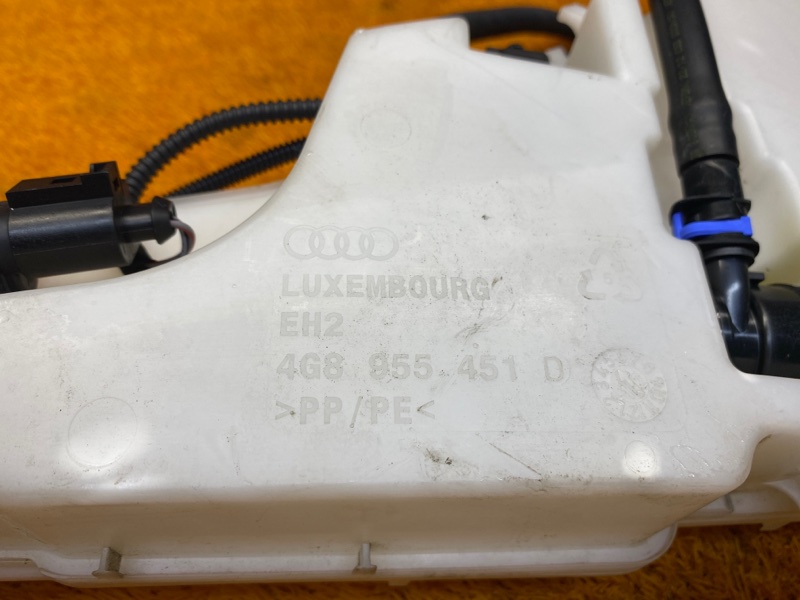 LUXEMBOURG
EH2
4G8 955 451 D
>PP/PE<